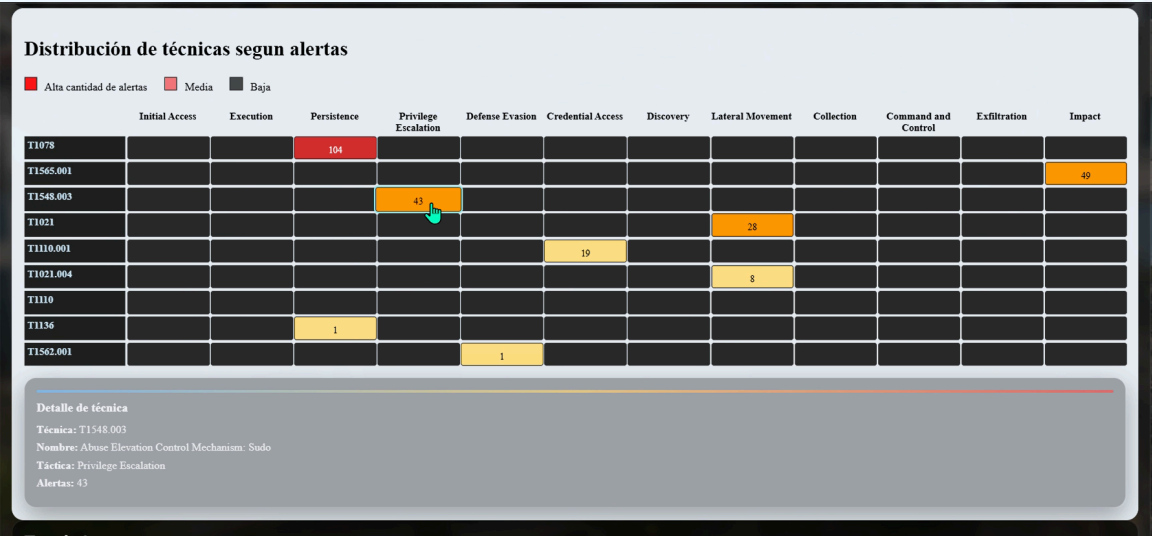 Distribución de técnicas segun alertas
Alta cantidad de alertas Media Baja
Initial Access Execution Persistence Privilege Escalation Defense Evasion Credential Access Discovery Lateral Movement Collection Command and Control Exfiltration Impact
T1078 104
T1565.001 49
T1548.003 43
T1021 28
T1110.001 19
T1021.004 8
T1110
T1136 1
T1562.001 1
Detalle de técnica
Técnica: T1548.003
Nombre: Abuse Elevation Control Mechanism: Sudo
Táctica: Privilege Escalation
Alertas: 43